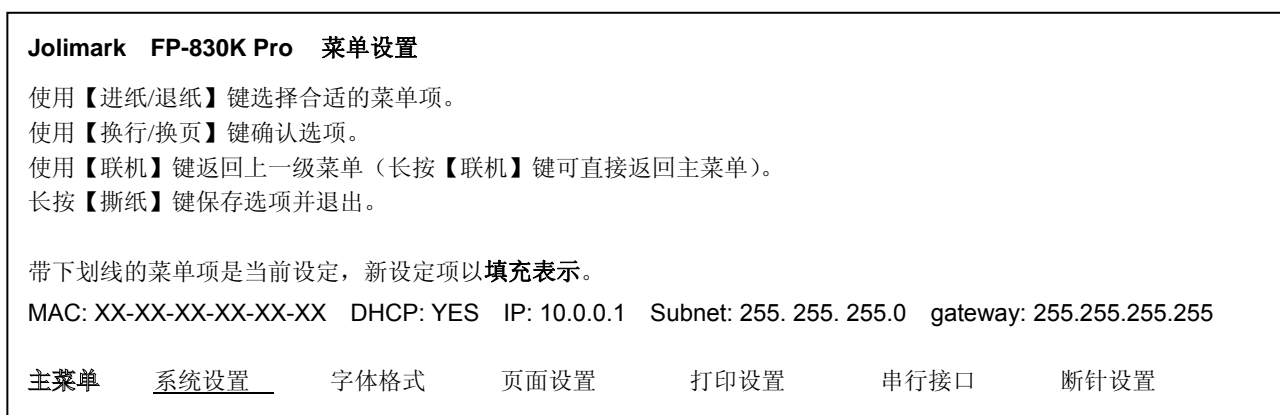 Jolimark FP-830K Pro 菜单设置
使用【进纸/退纸】键选择合适的菜单项。
使用【换行/换页】键确认选项。
使用【联机】键返回上一级菜单（长按【联机】键可直接返回主菜单）。
长按【撕纸】键保存选项并退出。
带下划线的菜单项是当前设定，新设定项以填充表示。
MAC: XX-XX-XX-XX-XX-XX DHCP: YES IP: 10.0.0.1 Subnet: 255. 255. 255.0 gateway: 255.255.255.255
主菜单 系统设置 字体格式 页面设置 打印设置 串行接口 断针设置